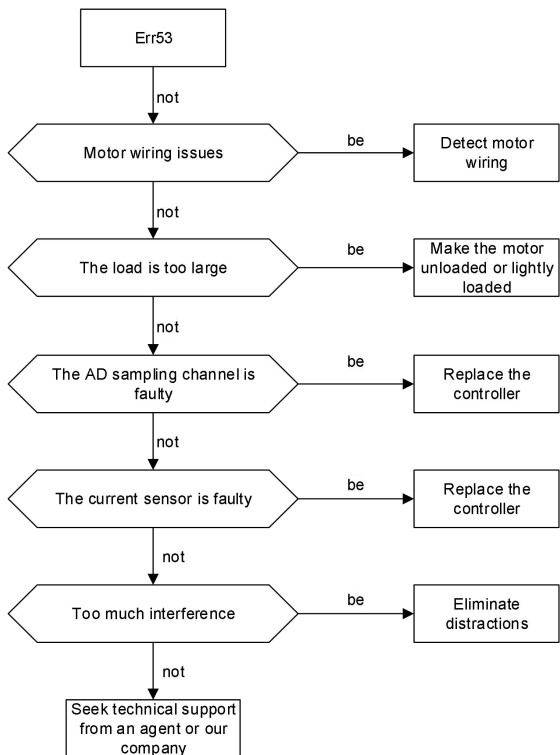 Err53
not
Motor wiring issues
be
Detect motor
wiring
not
The load is too large
be
Make the motor
unloaded or lightly
loaded
not
The AD sampling channel is
faulty
be
Replace the
controller
not
The current sensor is faulty
be
Replace the
controller
not
Too much interference
be
Eliminate
distractions
not
Seek technical support
from an agent or our
company